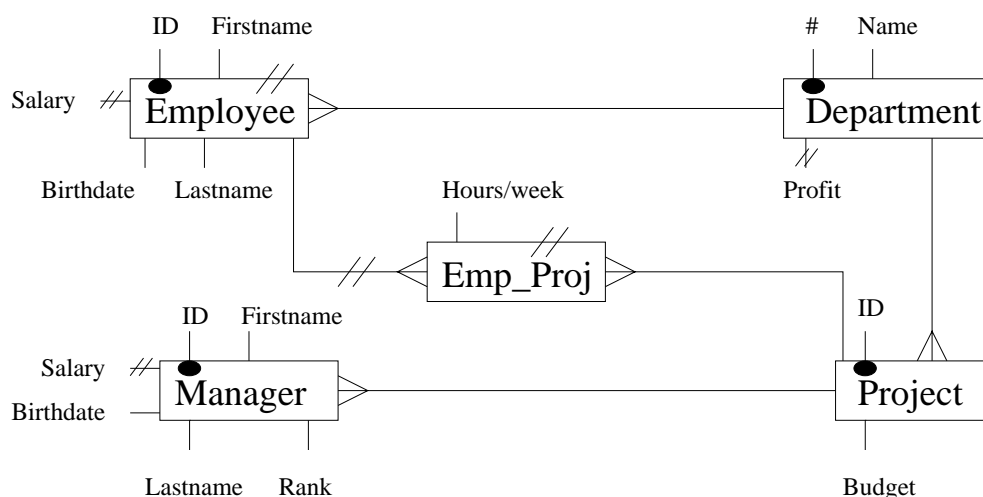 ID Firstname # Name
Salary Employee Department
Birthdate Lastname Profit
Hours/week
Emp_Proj
ID Firstname ID
Salary
Manager Project
Birthdate
Lastname Rank Budget